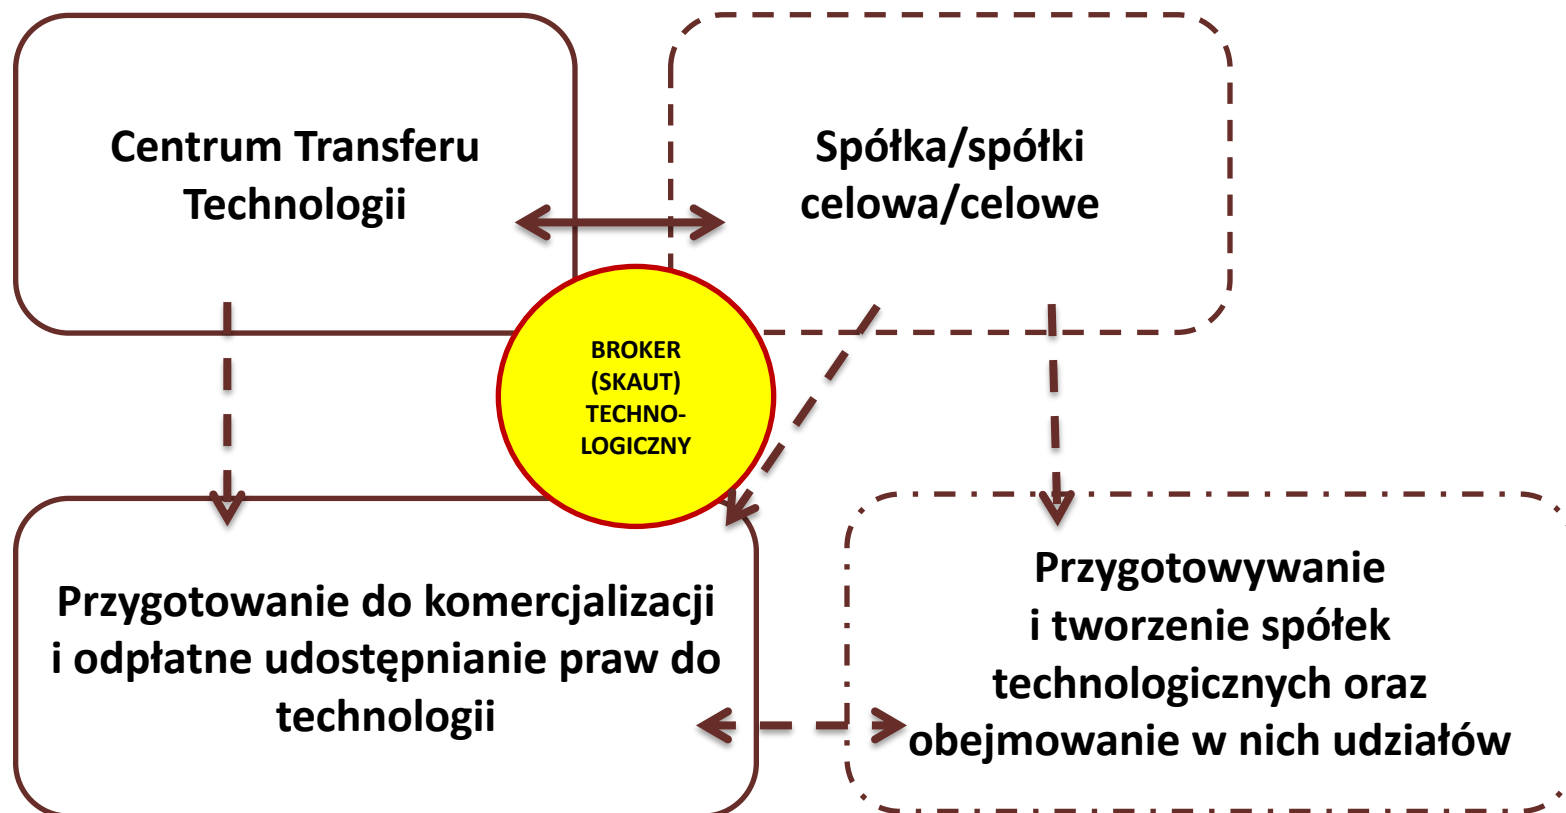 Centrum Transferu
Technologii
Spółka/spółki
celowa/celowe
BROKER
(SKAUT)
TECHNO-
LOGICZNY
Przygotowanie do komercjalizacji
i odpłatne udostępnianie praw do
technologii
Przygotowywanie
i tworzenie spółek
technologicznych oraz
obejmowanie w nich udziałów